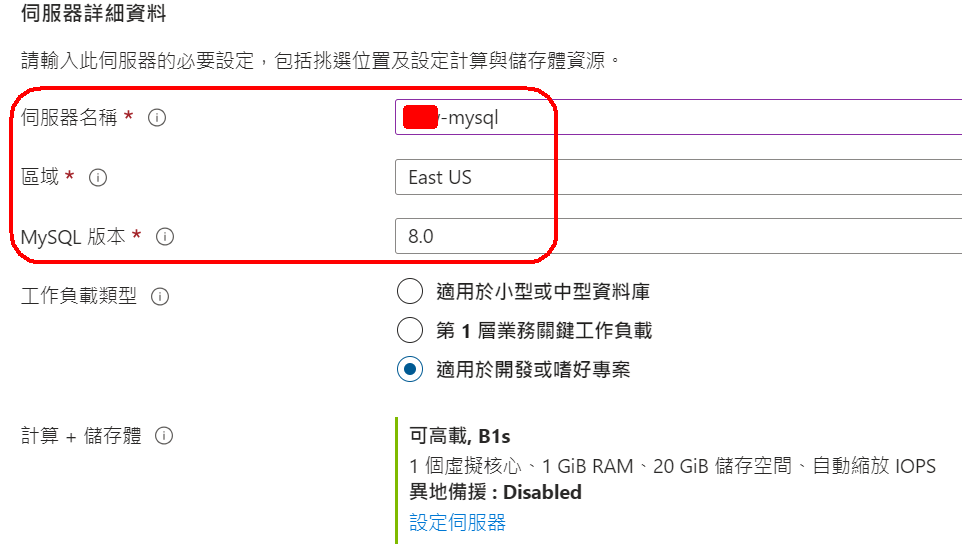 伺服器詳細資料
請輸入此伺服器的必要設定，包括挑選位置及設定計算與儲存體資源。
伺服器名稱 * -mysql
區域 * East US
MySQL 版本 * 8.0
工作負載類型 適用於小型或中型資料庫
第 1 層業務關鍵工作負載
適用於開發或嗜好專案
計算 + 儲存體 可高載, B1s
1 個虛擬核心、1 GiB RAM、20 GiB 儲存空間、自動縮放 IOPS
異地備援 : Disabled
設定伺服器